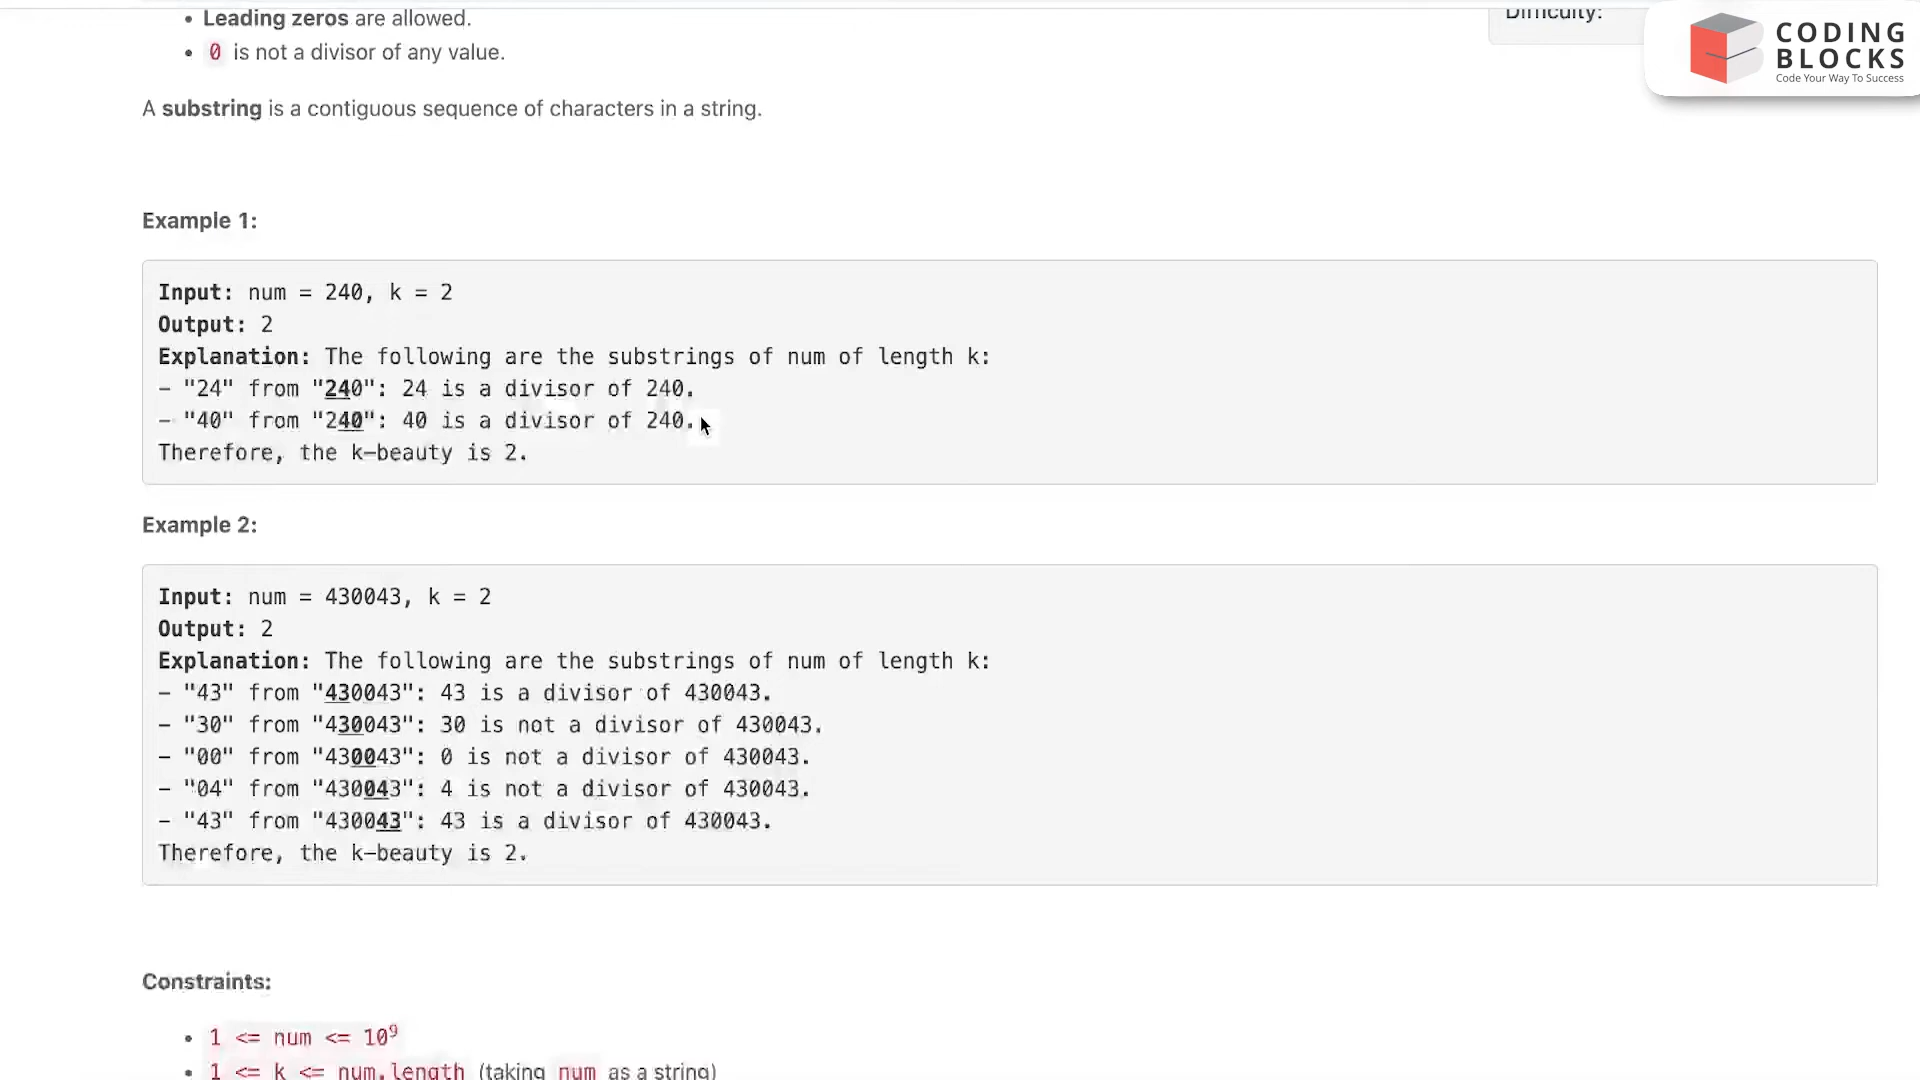 Leading zeros are allowed.
Difficulty:
0 is not a divisor of any value.
CODING
BLOCKS
Code Your Way To Success
A substring is a contiguous sequence of characters in a string.
Example 1:
Input: num = 240, k = 2
Output: 2
Explanation: The following are the substrings of num of length k:
- "24" from "240": 24 is a divisor of 240.
- "40" from "240": 40 is a divisor of 240.
Therefore, the k-beauty is 2.
Example 2:
Input: num = 430043, k = 2
Output: 2
Explanation: The following are the substrings of num of length k:
- "43" from "430043": 43 is a divisor of 430043.
- "30" from "430043": 30 is not a divisor of 430043.
- "00" from "430043": 0 is not a divisor of 430043.
- "04" from "430043": 4 is not a divisor of 430043.
- "43" from "430043": 43 is a divisor of 430043.
Therefore, the k-beauty is 2.
Constraints:
1 <= num <= 10⁹
1 <= k <= num.length (taking num as a string)